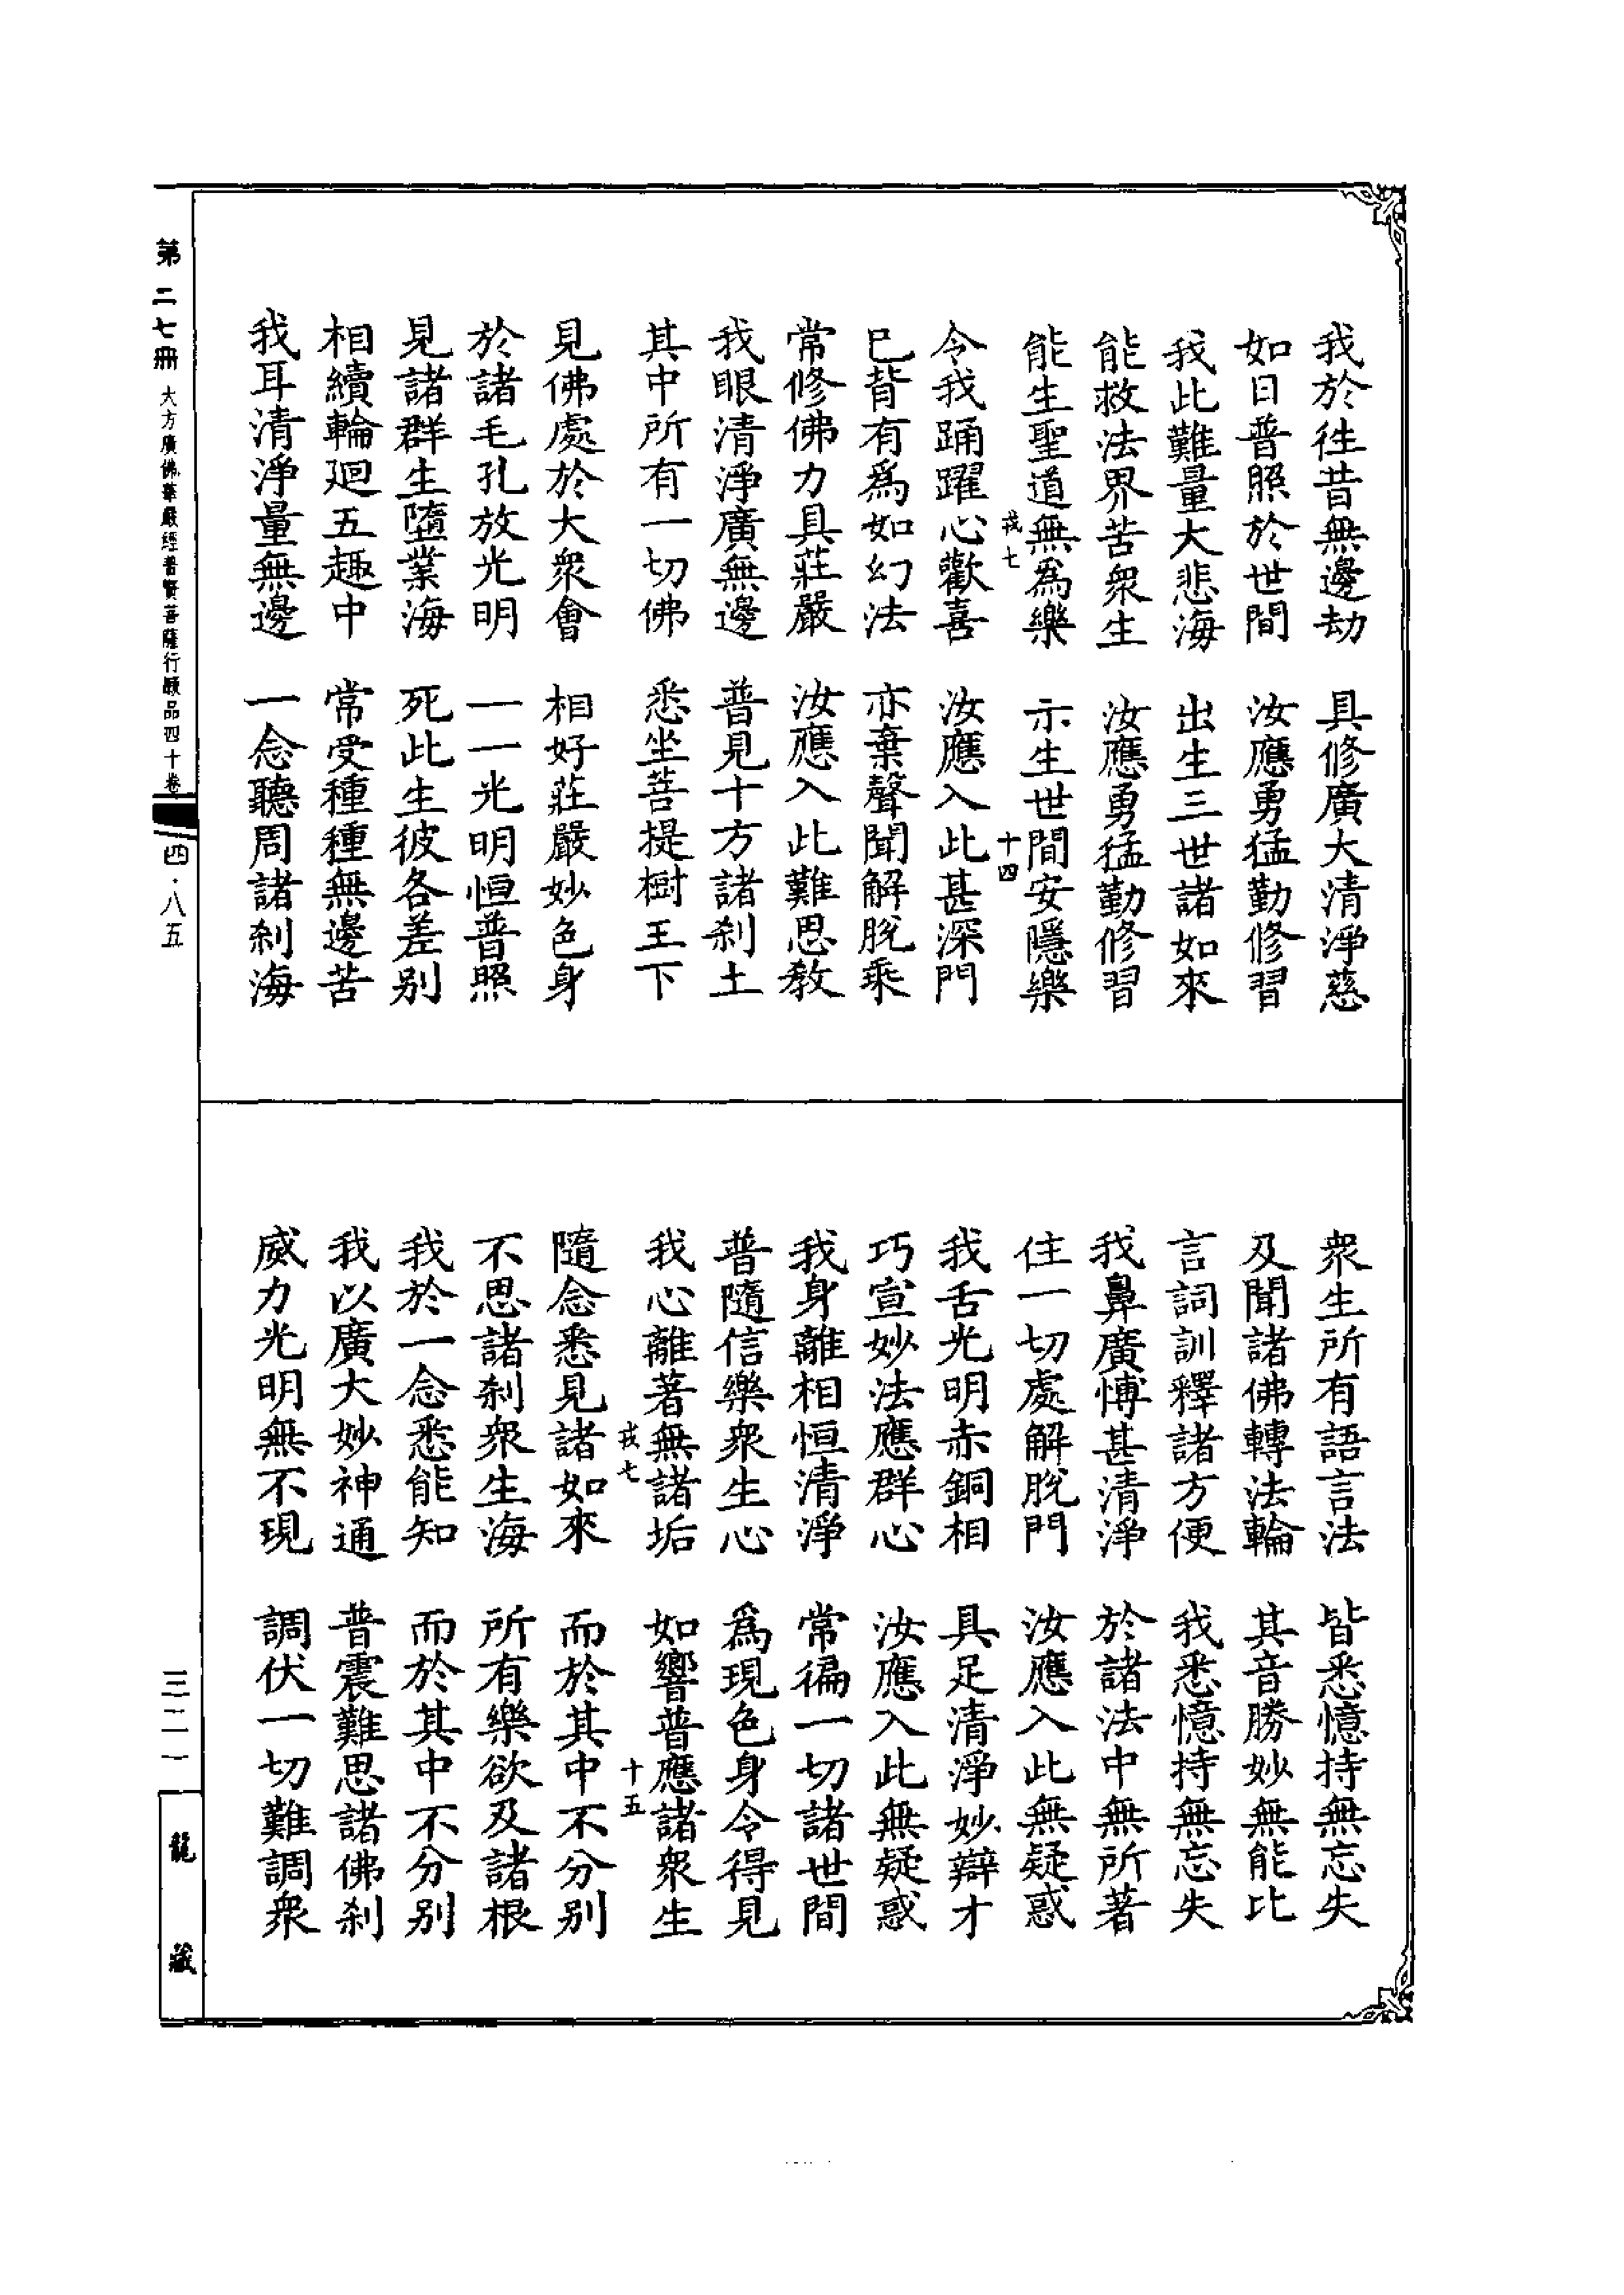 我於往昔無邊劫　具修廣大清淨慈
如日普照於世間　汝應勇猛勤修習
我此難量大悲海　出生三世諸如來
能救法界苦衆生　汝應勇猛勤修習
能生聖道無為樂　示生世間安隱樂
我七　十四
令我踊躍心歡喜　汝應入此甚深門
已背有為如幻法　亦棄聲聞解脫乘
常修佛力具莊嚴　汝應入此難思教
我眼清淨廣無邊　普見十方諸刹土
其中所有一切佛　悉坐菩提樹王下
見佛處於大衆會　相好莊嚴妙色身
於諸毛孔放光明　一一光明恒普照
見諸群生墮業海　死此生彼各差别
相續輪迴五趣中　常受種種無邊苦
我耳清淨量無邊　一念聽周諸刹海
衆生所有語言法　皆悉憶持無忘失
及聞諸佛轉法輪　其音勝妙無能比
言詞訓釋諸方便　我悉憶持無忘失
我鼻廣愽甚清淨　於諸法中無所著
住一切處解脫門　汝應入此無疑惑
我舌光明赤銅相　具足清淨妙辯才
巧宣妙法應群心　汝應入此無疑惑
我身離相恒清淨　常徧一切諸世間
普隨信樂衆生心　爲現色身令得見
我心離著無諸垢　如響普應諸衆生
我七　十五
隨念悉見諸如來　而於其中不分别
不思諸刹衆生海　所有樂欲及諸根
我於一念悉能知　而於其中不分别
我以廣大妙神通　普震難思諸佛刹
威力光明無不現　調伏一切難調衆
第二七冊　大方廣佛華嚴經普賢菩薩行願品四十卷　四·八五
三二一　龍藏